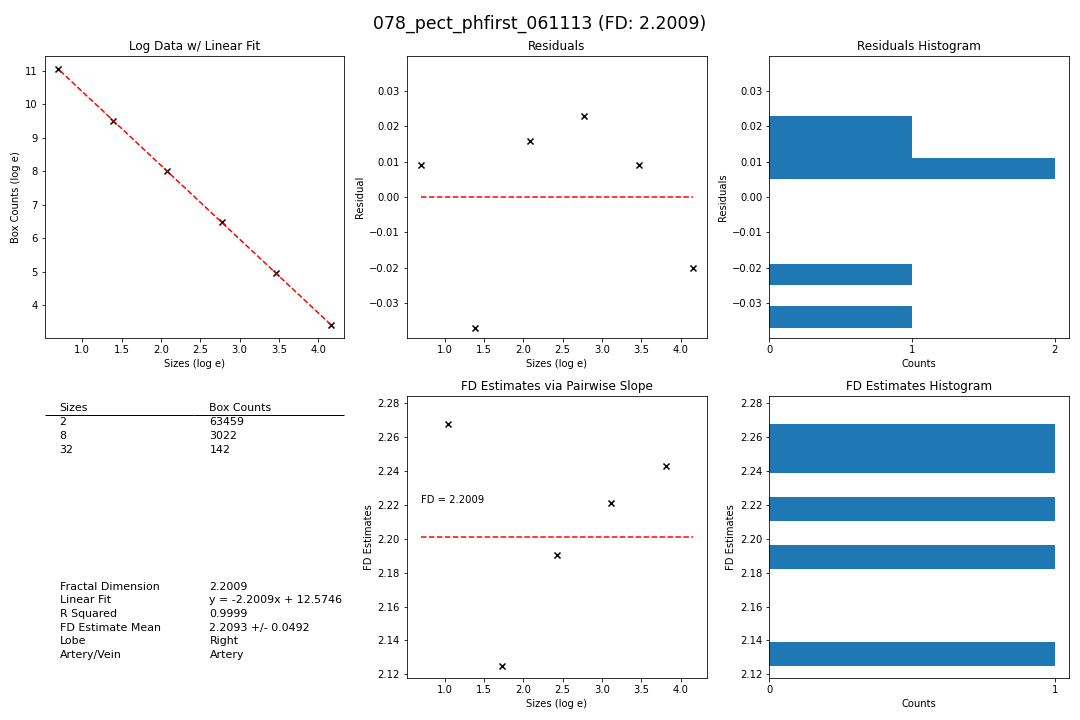 078_pect_phfirst_061113 (FD: 2.2009)
Log Data w/ Linear Fit
11
10
9
8
7
6
5
4
Box Counts (log e)
1.0 1.5 2.0 2.5 3.0 3.5 4.0
Sizes (log e)
Residuals
0.03
0.02
0.01
0.00
−0.01
−0.02
−0.03
Residual
1.0 1.5 2.0 2.5 3.0 3.5 4.0
Sizes (log e)
Residuals Histogram
0.03
0.02
0.01
0.00
−0.01
−0.02
−0.03
Residuals
0 1 2
Counts
Sizes Box Counts
2 63459
8 3022
32 142
Fractal Dimension 2.2009
Linear Fit y = -2.2009x + 12.5746
R Squared 0.9999
FD Estimate Mean 2.2093 +/- 0.0492
Lobe Right
Artery/Vein Artery
FD Estimates via Pairwise Slope
2.28
2.26
2.24
2.22
2.20
2.18
2.16
2.14
2.12
FD Estimates
FD = 2.2009
1.0 1.5 2.0 2.5 3.0 3.5 4.0
Sizes (log e)
FD Estimates Histogram
2.28
2.26
2.24
2.22
2.20
2.18
2.16
2.14
2.12
FD Estimates
0 1
Counts